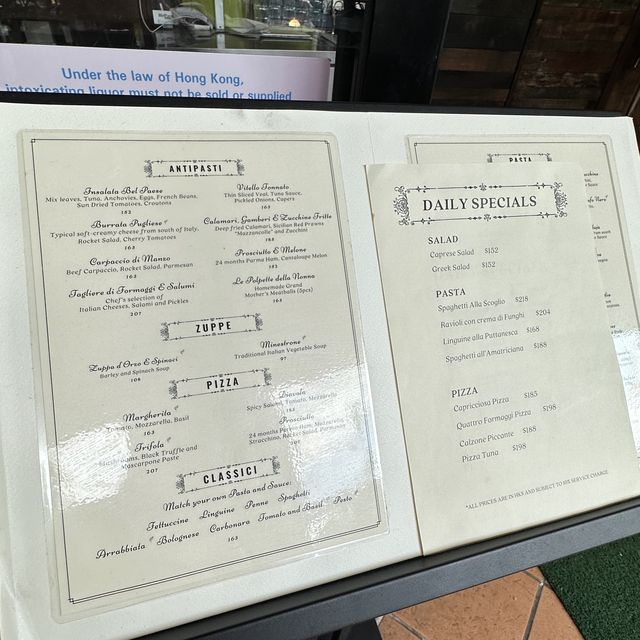 Under the law of Hong Kong,
intoxicating liquor must not be sold or supplied
ANTIPASTI
Insalata Bel Paese
Mix leaves, Tuna, Anchovies, Eggs, French Beans,
Sun Dried Tomatoes, Croutons
182
Burrata Pugliese
Typical soft-creamy cheese from south of Italy,
Rocket Salad, Cherry Tomatoes
162
Carpaccio di Manzo
Beef Carpaccio, Rocket Salad, Parmesan
162
Tagliere di Formaggi & Salumi
Chef's selection of
Italian Cheeses, Salami and Pickles
207
Vitello Tonnato
Thin Sliced Veal, Tuna Sauce,
Pickled Onions, Capers
162
Calamari, Gamberi & Zucchine Fritte
Deep fried Calamari, Sicilian Red Prawns
"Mazzancolle" and Zucchini
188
Prosciutto & Melone
24 months Parma Ham, Cantaloupe Melon
182
Le Polpette della Nonna
Homemade Grand
Mother's Meatballs (5pcs)
162
ZUPPE
Zuppa d'Orzo E Spinaci
Barley and Spinach Soup
108
Minestrone
Traditional Italian Vegetable Soup
97
PIZZA
Margherita
Tomato, Mozzarella, Basil
163
Trifola
Mushrooms, Black Truffle and
Mascarpone Paste
207
Diavola
Spicy Salami, Tomato, Mozzarella
Prosciutto
24 months Parma Ham, Mozzarella,
Stracchino, Rocket Salad, Parmesan
CLASSICI
Match your own Pasta and Sauce:
Fettuccine Linguine Penne Spaghetti
Arrabbiata Bolognese Carbonara Tomato and Basil Pesto
163
PASTA
DAILY SPECIALS
SALAD
Caprese Salad $152
Greek Salad $152
PASTA
Spaghetti Alla Scoglio $218
Ravioli con crema di Funghi $204
Linguine alla Puttanesca $168
Spaghetti all'Amatriciana $188
PIZZA
Capricciosa Pizza $185
Quattro Formaggi Pizza $198
Calzone Piccante $188
Pizza Tuna $198
*ALL PRICES ARE IN HK$ AND SUBJECT TO 10% SERVICE CHARGE